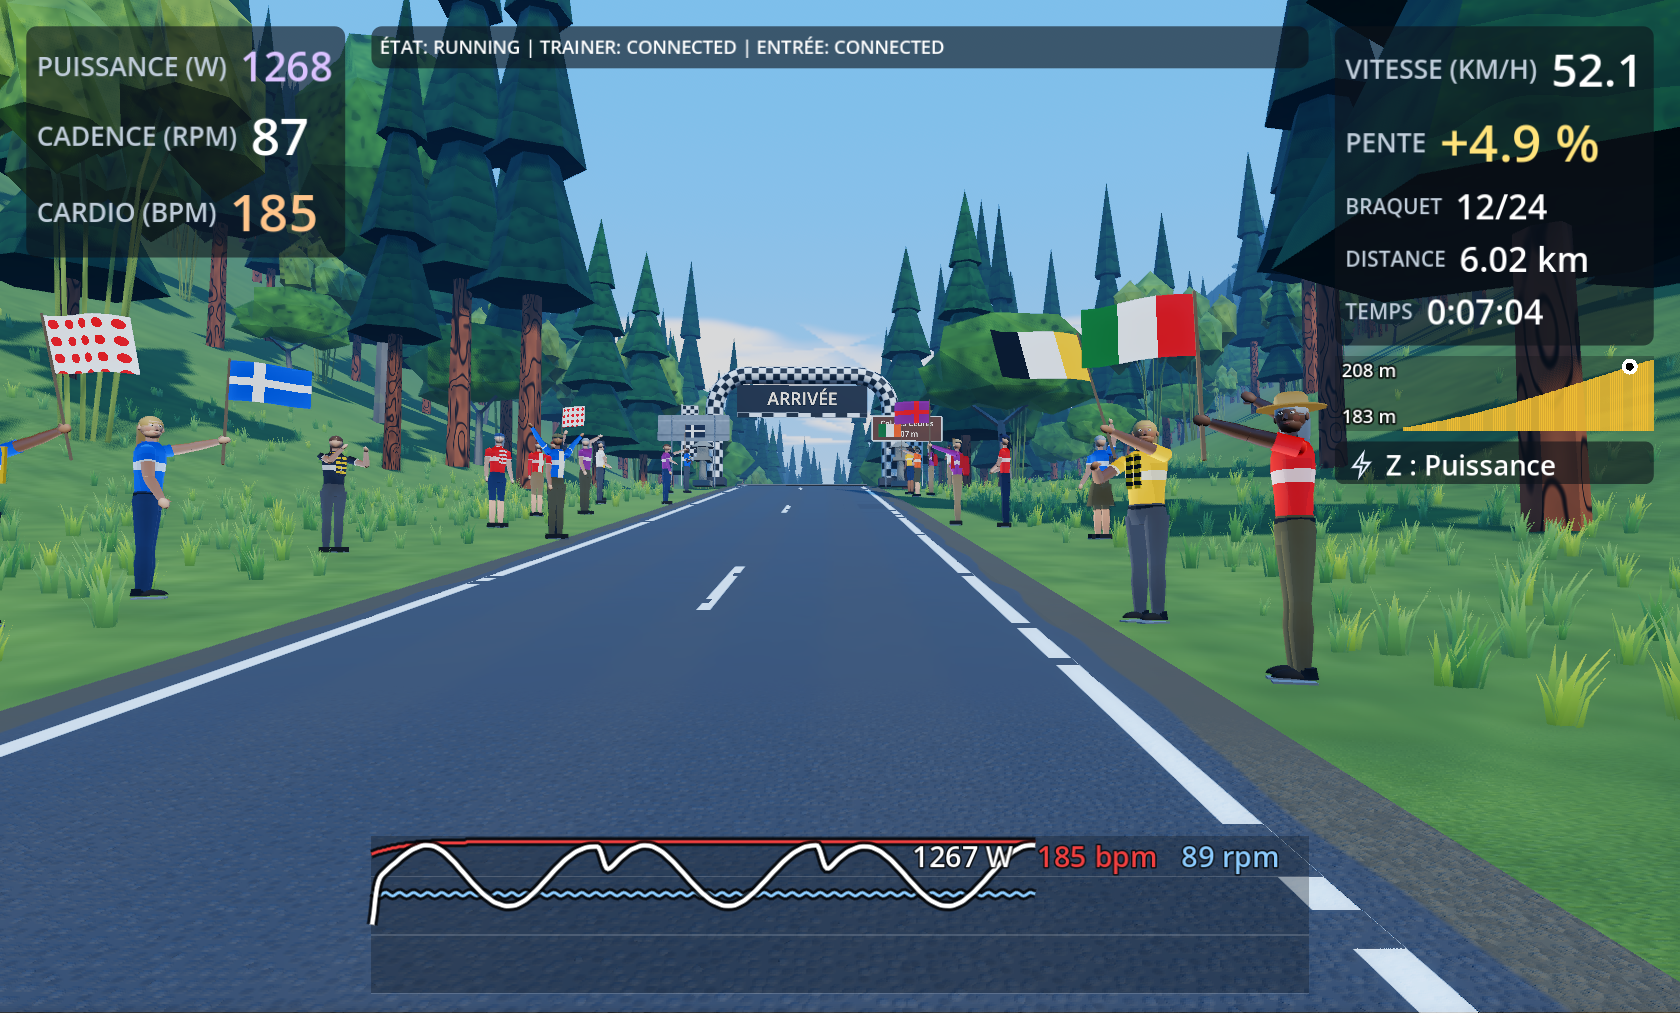 PUISSANCE (W) 1268
CADENCE (RPM) 87
CARDIO (BPM) 185
ÉTAT: RUNNING | TRAINER: CONNECTED | ENTRÉE: CONNECTED
VITESSE (KM/H) 52.1
PENTE +4.9 %
BRAQUET 12/24
DISTANCE 6.02 km
TEMPS 0:07:04
208 m
183 m
Z : Puissance
ARRIVÉE
1267 W 185 bpm 89 rpm